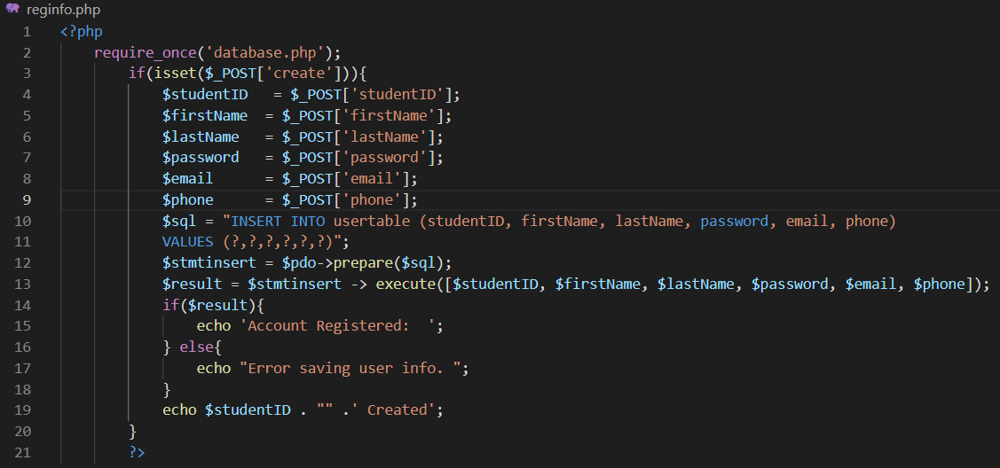 reginfo.php
1 <?php
2 require_once('database.php');
3 if(isset($_POST['create'])){
4 $studentID   = $_POST['studentID'];
5 $firstName  = $_POST['firstName'];
6 $lastName   = $_POST['lastName'];
7 $password   = $_POST['password'];
8 $email      = $_POST['email'];
9 $phone      = $_POST['phone'];
10 $sql = "INSERT INTO usertable (studentID, firstName, lastName, password, email, phone)
11 VALUES (?,?,?,?,?,?)";
12 $stmtinsert = $pdo->prepare($sql);
13 $result = $stmtinsert -> execute([$studentID, $firstName, $lastName, $password, $email, $phone]);
14 if($result){
15 echo 'Account Registered:  ';
16 } else{
17 echo "Error saving user info. ";
18 }
19 echo $studentID . "" .' Created';
20 }
21 ?>